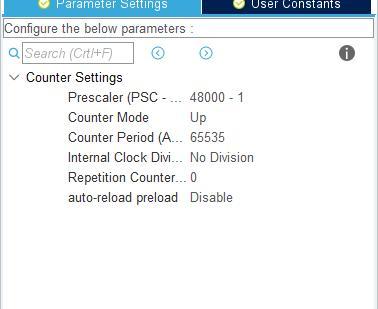 Parameter Settings
User Constants
Configure the below parameters :
Search (Crtl+F)
i
Counter Settings
Prescaler (PSC - ... 48000 - 1
Counter Mode Up
Counter Period (A... 65535
Internal Clock Divi... No Division
Repetition Counter... 0
auto-reload preload Disable